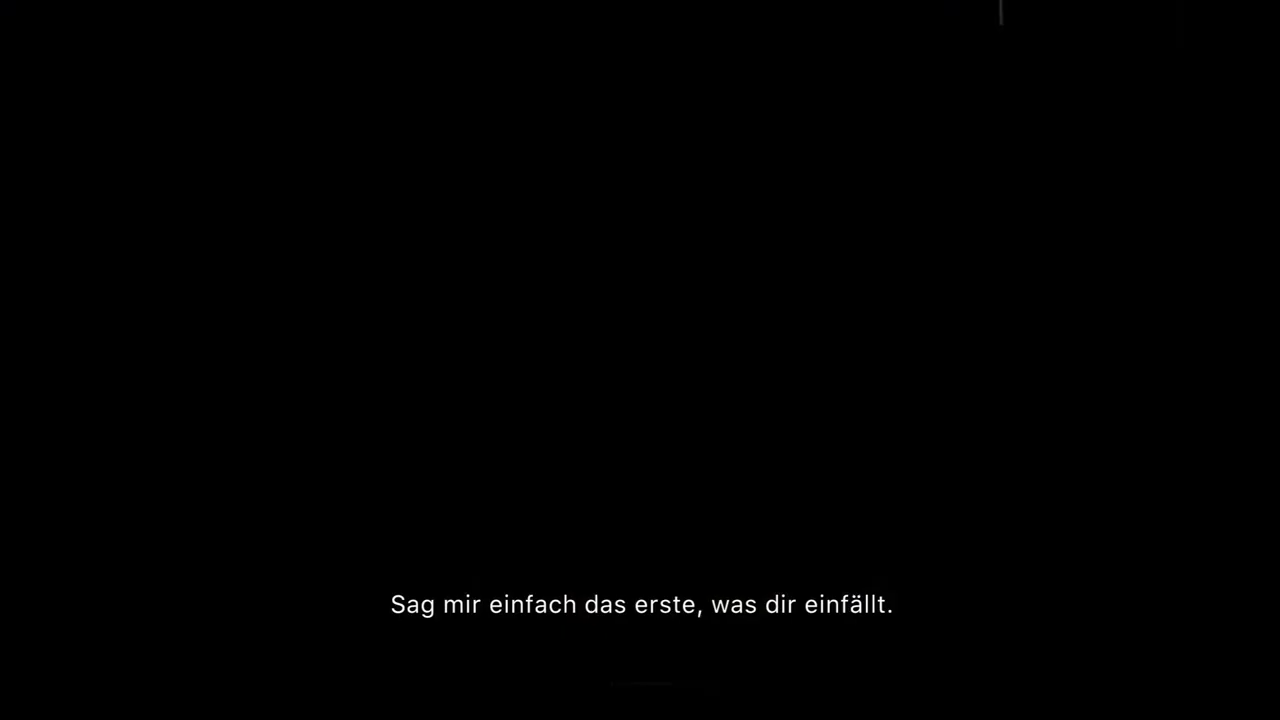 Sag mir einfach das erste, was dir einfällt.